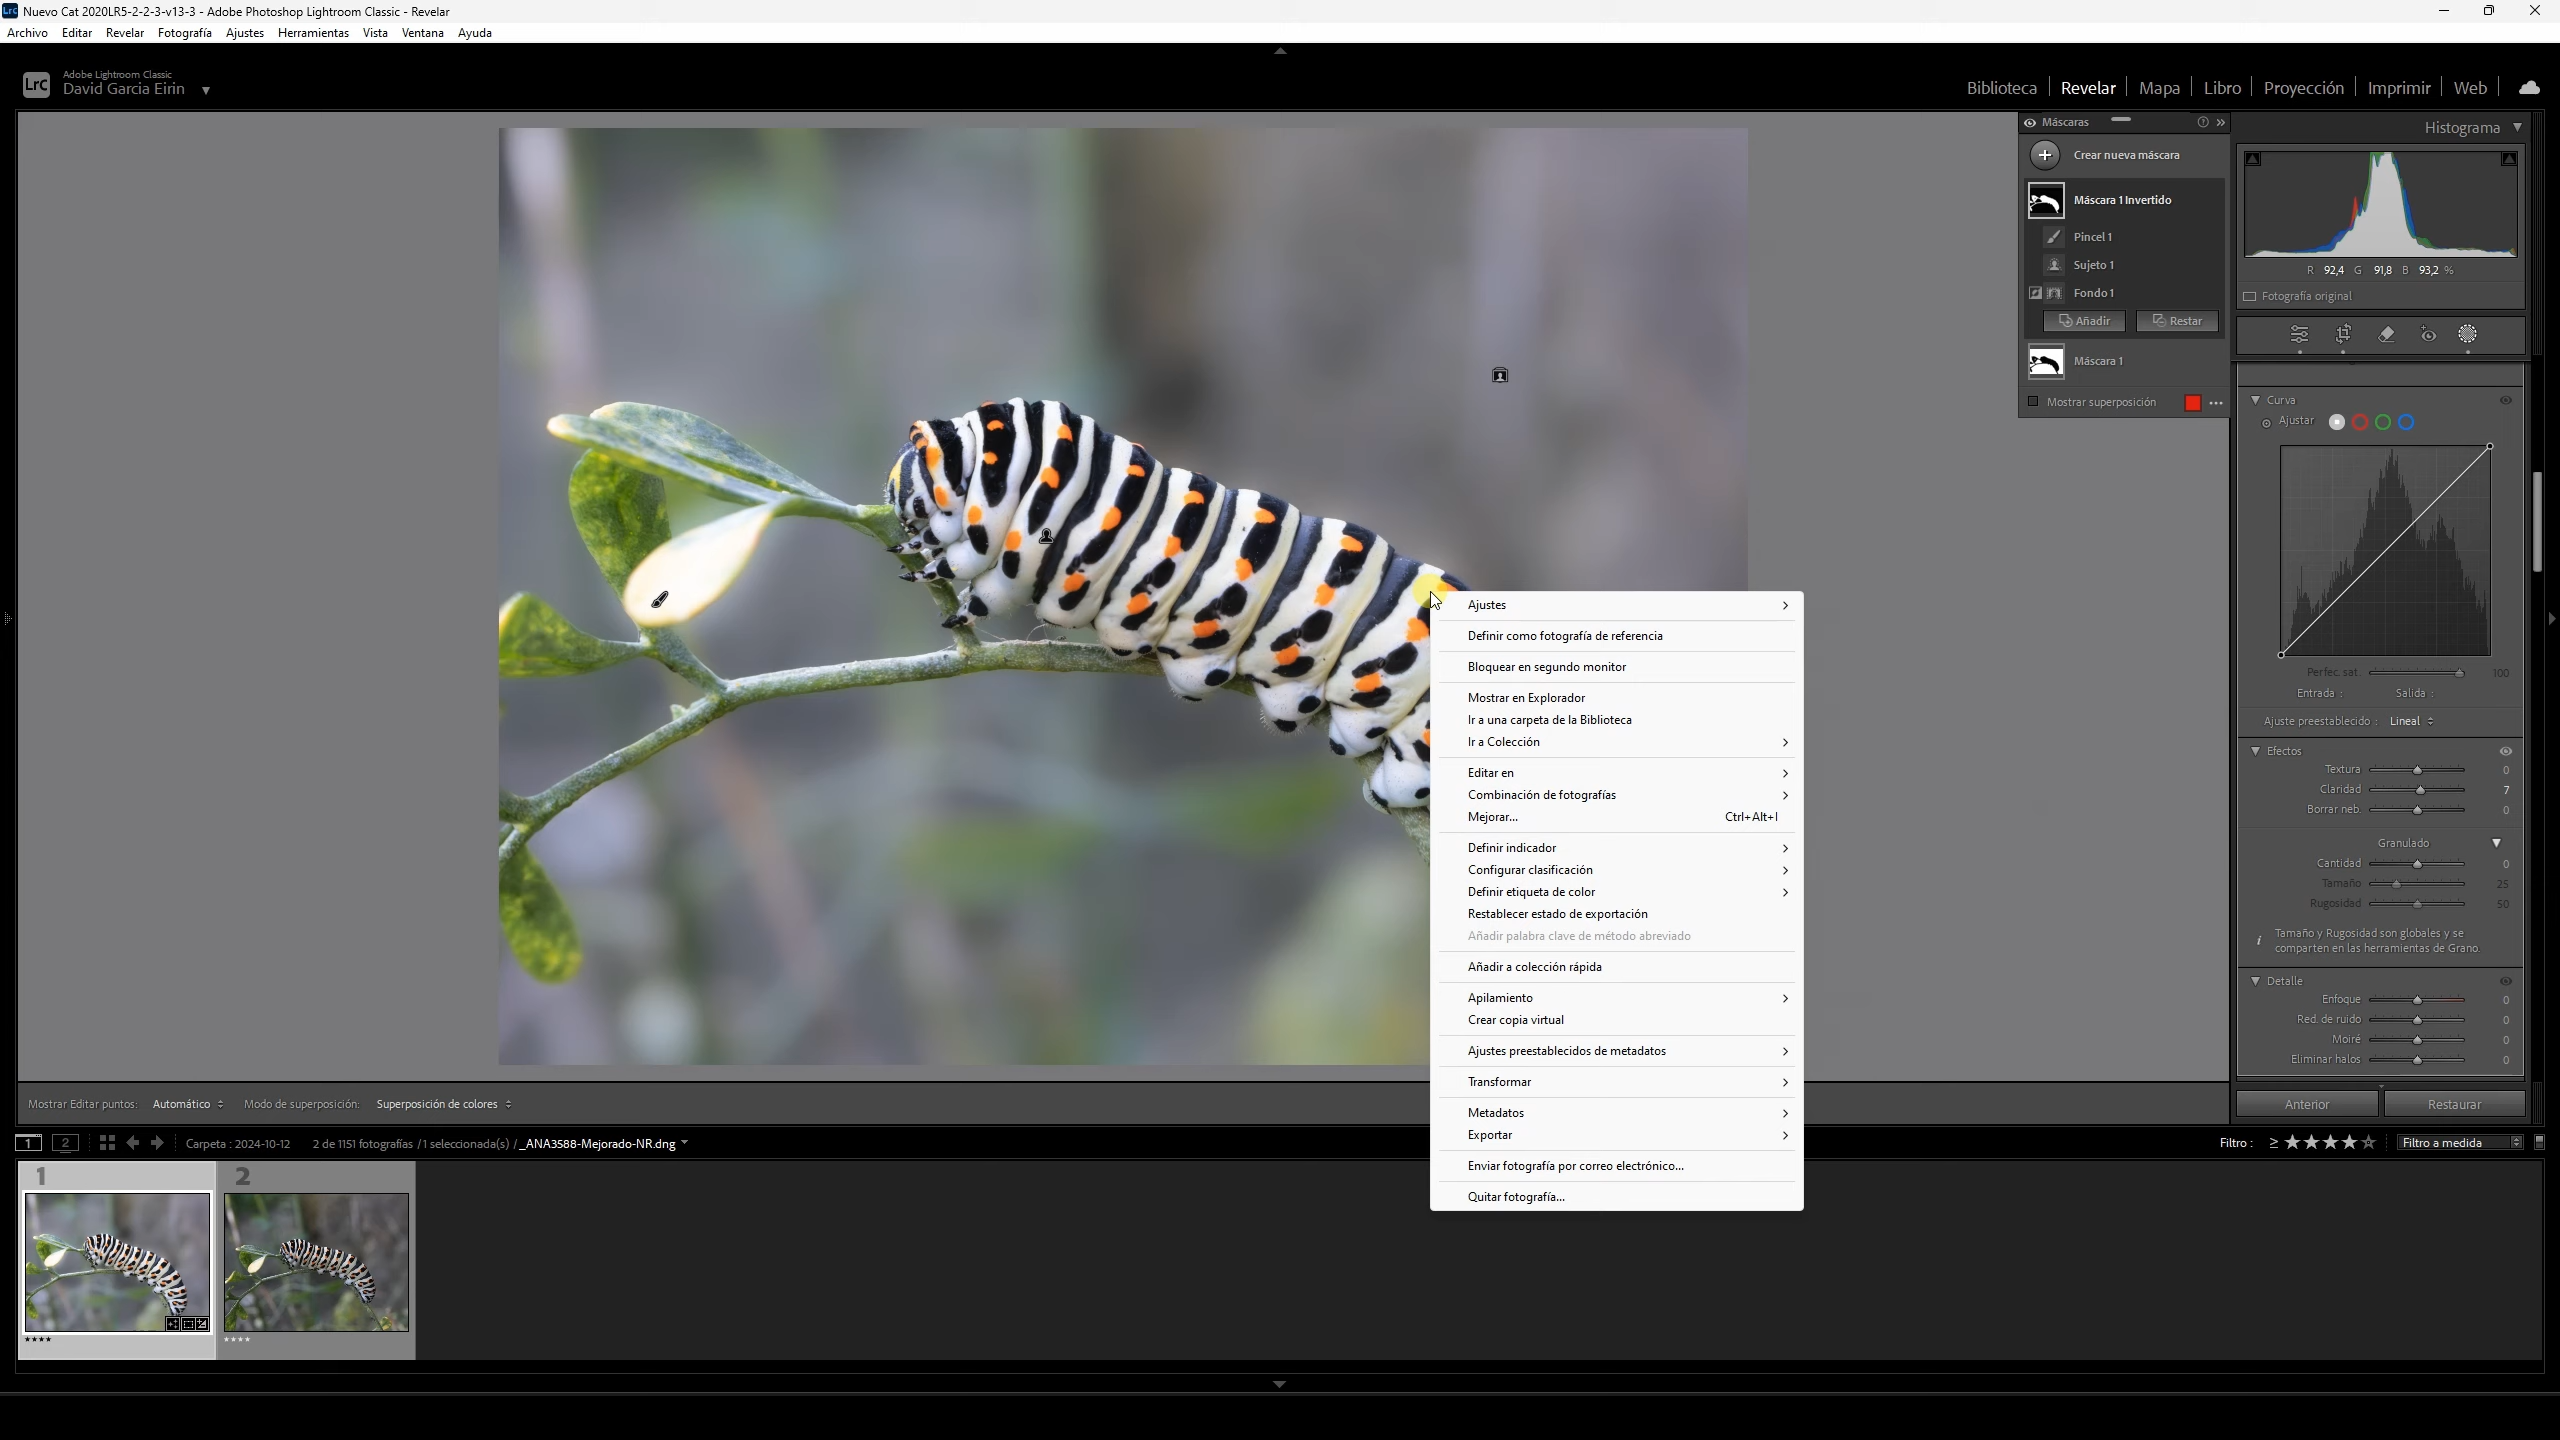 Nuevo Cat 2020LR5-2-2-3-v13-3 - Adobe Photoshop Lightroom Classic - Revelar
Archivo Editar Revelar Fotografía Ajustes Herramientas Vista Ventana Ayuda
LrC
Adobe Lightroom Classic
David Garcia Eirin
Biblioteca Revelar Mapa Libro Proyección Imprimir Web
Máscaras
Crear nueva máscara
Máscara 1 Invertido
Pincel 1
Sujeto 1
Fondo 1
Añadir Restar
Máscara 1
Mostrar superposición
Histograma
R 92,4 G 91,8 B 93,2 %
Fotografía original
Curva
Ajustar
Perfec. sat. 100
Entrada : Salida :
Ajuste preestablecido : Lineal
Efectos
Textura 0
Claridad 7
Borrar neb. 0
Granulado
Cantidad 0
Tamaño 25
Rugosidad 50
Tamaño y Rugosidad son globales y se
comparten en las herramientas de Grano.
Detalle
Enfoque 0
Red. de ruido 0
Moiré 0
Eliminar halos 0
Anterior Restaurar
Ajustes
Definir como fotografía de referencia
Bloquear en segundo monitor
Mostrar en Explorador
Ir a una carpeta de la Biblioteca
Ir a Colección
Editar en
Combinación de fotografías
Mejorar... Ctrl+Alt+I
Definir indicador
Configurar clasificación
Definir etiqueta de color
Restablecer estado de exportación
Añadir palabra clave de método abreviado
Añadir a colección rápida
Apilamiento
Crear copia virtual
Ajustes preestablecidos de metadatos
Transformar
Metadatos
Exportar
Enviar fotografía por correo electrónico...
Quitar fotografía...
Mostrar Editar puntos: Automático Modo de superposición: Superposición de colores
1 2 Carpeta : 2024-10-12 2 de 1151 fotografías / 1 seleccionada(s) / _ANA3588-Mejorado-NR.dng
Filtro : ≥ ★★★★☆ Filtro a medida
1 2